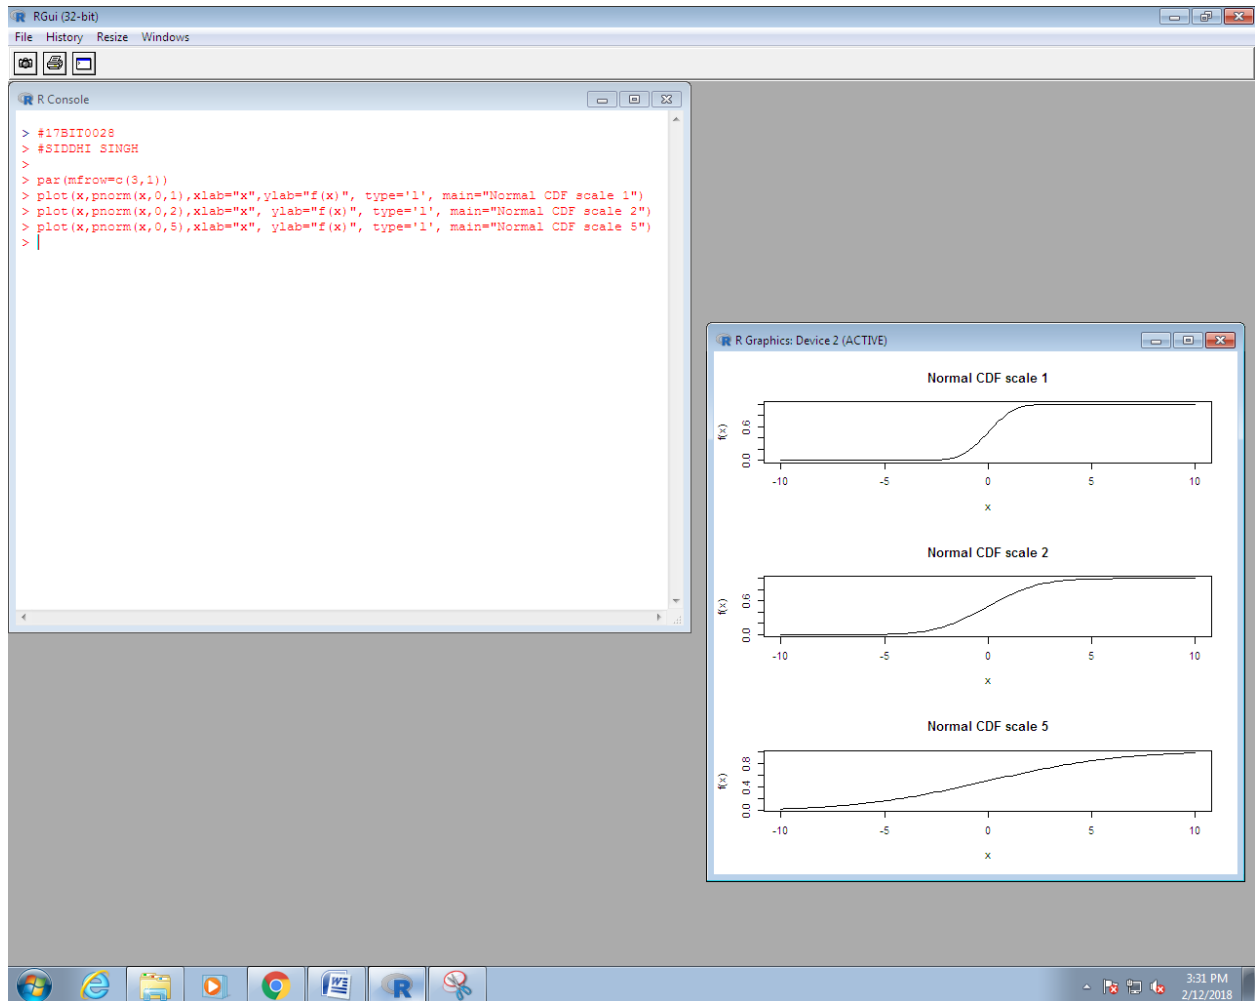 RGui (32-bit)
File History Resize Windows
R Console
> #17BIT0028
> #SIDDHI SINGH
>
> par(mfrow=c(3,1))
> plot(x,pnorm(x,0,1),xlab="x",ylab="f(x)", type='l', main="Normal CDF scale 1")
> plot(x,pnorm(x,0,2),xlab="x", ylab="f(x)", type='l', main="Normal CDF scale 2")
> plot(x,pnorm(x,0,5),xlab="x", ylab="f(x)", type='l', main="Normal CDF scale 5")
>
R Graphics: Device 2 (ACTIVE)
Normal CDF scale 1
f(x)
0.0 0.6
-10 -5 0 5 10
x
Normal CDF scale 2
f(x)
0.0 0.6
-10 -5 0 5 10
x
Normal CDF scale 5
f(x)
0.0 0.4 0.8
-10 -5 0 5 10
x
3:31 PM
2/12/2018